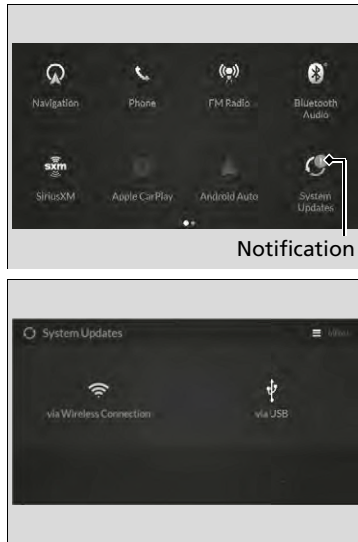 Navigation
Phone
FM Radio
Bluetooth
Audio
sxm
SiriusXM
Apple CarPlay
Android Auto
System
Updates
Notification
System Updates
via Wireless Connection
via USB